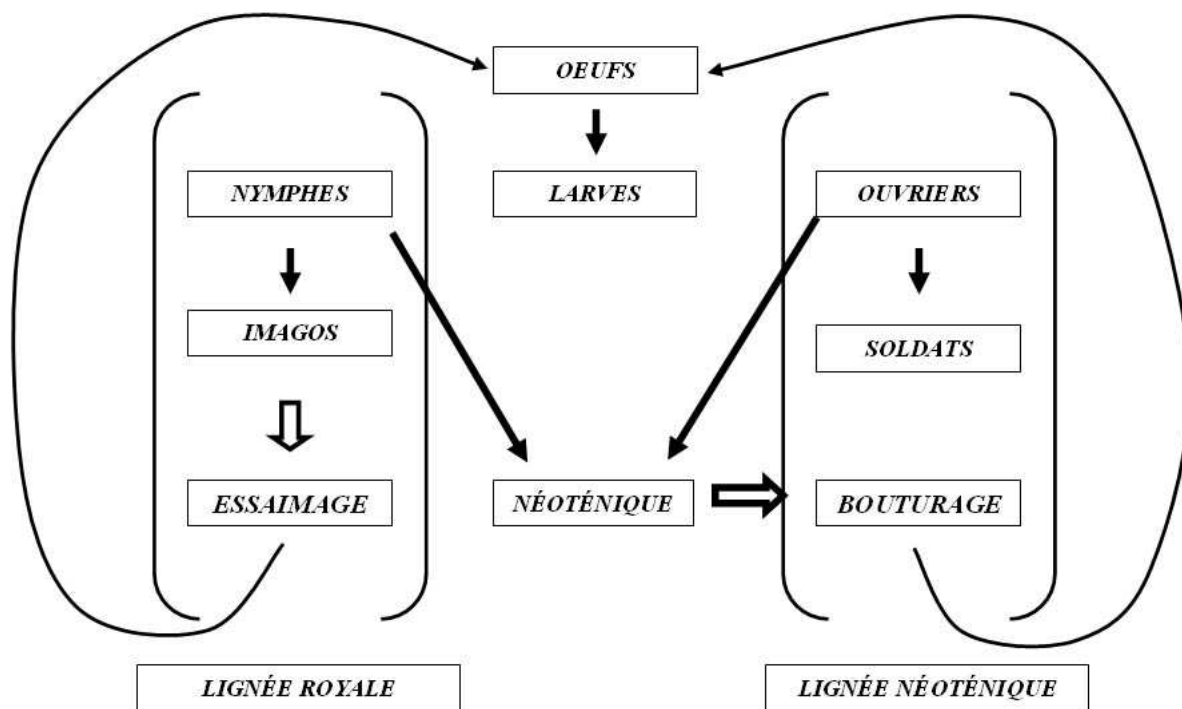 OEUFS
NYMPHES
LARVES
OUVRIERS
IMAGOS
SOLDATS
ESSAIMAGE
NÉOTÉNIQUE
BOUTURAGE
LIGNÉE ROYALE
LIGNÉE NÉOTÉNIQUE